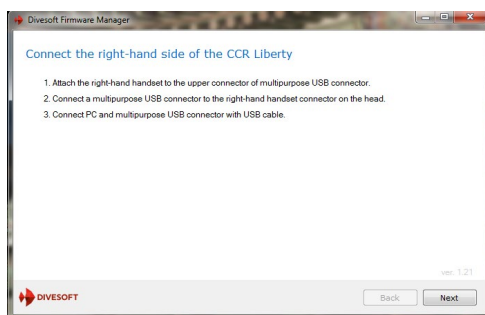 Divesoft Firmware Manager
Connect the right-hand side of the CCR Liberty
1. Attach the right-hand handset to the upper connector of multipurpose USB connector.
2. Connect a multipurpose USB connector to the right-hand handset connector on the head.
3. Connect PC and multipurpose USB connector with USB cable.
ver. 1.21
DIVESOFT
Back
Next